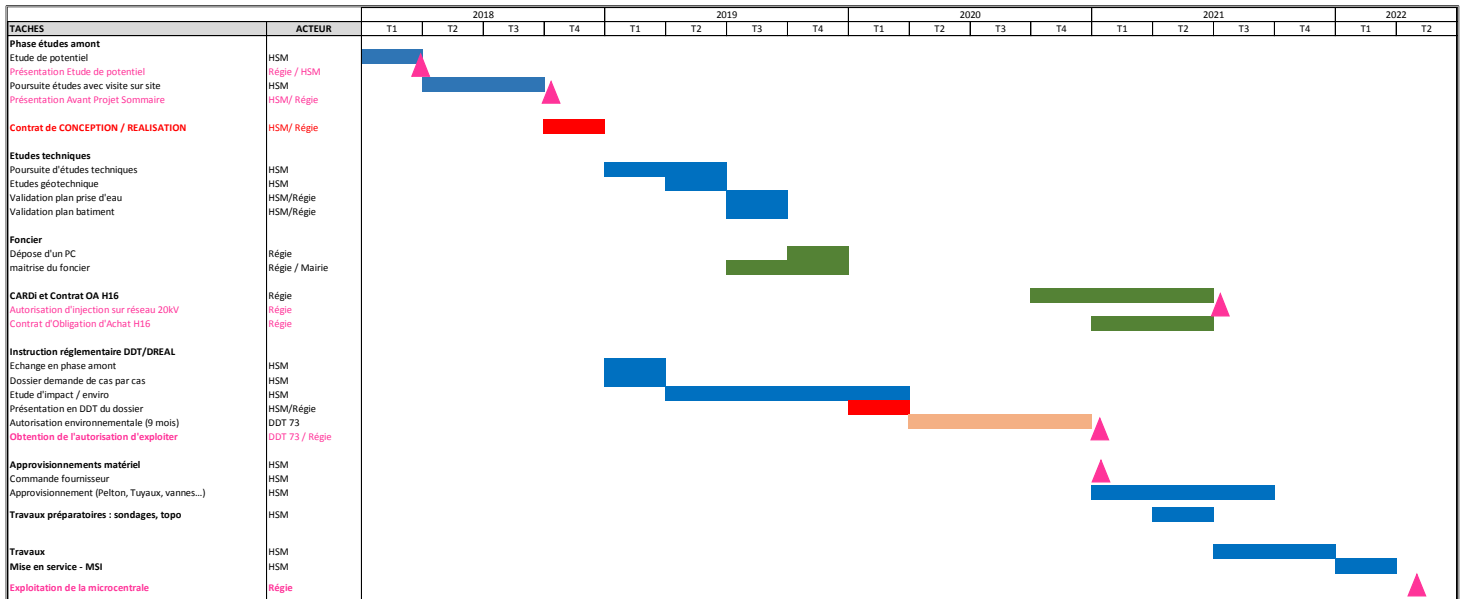 2018 2019 2020 2021 2022
TACHES ACTEUR T1 T2 T3 T4 T1 T2 T3 T4 T1 T2 T3 T4 T1 T2 T3 T4 T1 T2
Phase études amont
Etude de potentiel HSM
Présentation Etude de potentiel Régie / HSM
Poursuite études avec visite sur site HSM
Présentation Avant Projet Sommaire HSM/ Régie
Contrat de CONCEPTION / REALISATION HSM/ Régie
Etudes techniques
Poursuite d'études techniques HSM
Etudes géotechnique HSM
Validation plan prise d'eau HSM/Régie
Validation plan batiment HSM/Régie
Foncier
Dépose d'un PC Régie
maitrise du foncier Régie / Mairie
CARDi et Contrat OA H16 Régie
Autorisation d'injection sur réseau 20kV Régie
Contrat d'Obligation d'Achat H16 Régie
Instruction réglementaire DDT/DREAL
Echange en phase amont HSM
Dossier demande de cas par cas HSM
Etude d'impact / enviro HSM
Présentation en DDT du dossier HSM/Régie
Autorisation environnementale (9 mois) DDT 73
Obtention de l'autorisation d'exploiter DDT 73 / Régie
Approvisionnements matériel HSM
Commande fournisseur HSM
Approvisionnement (Pelton, Tuyaux, vannes...) HSM
Travaux préparatoires : sondages, topo HSM
Travaux HSM
Mise en service - MSI HSM
Exploitation de la microcentrale Régie